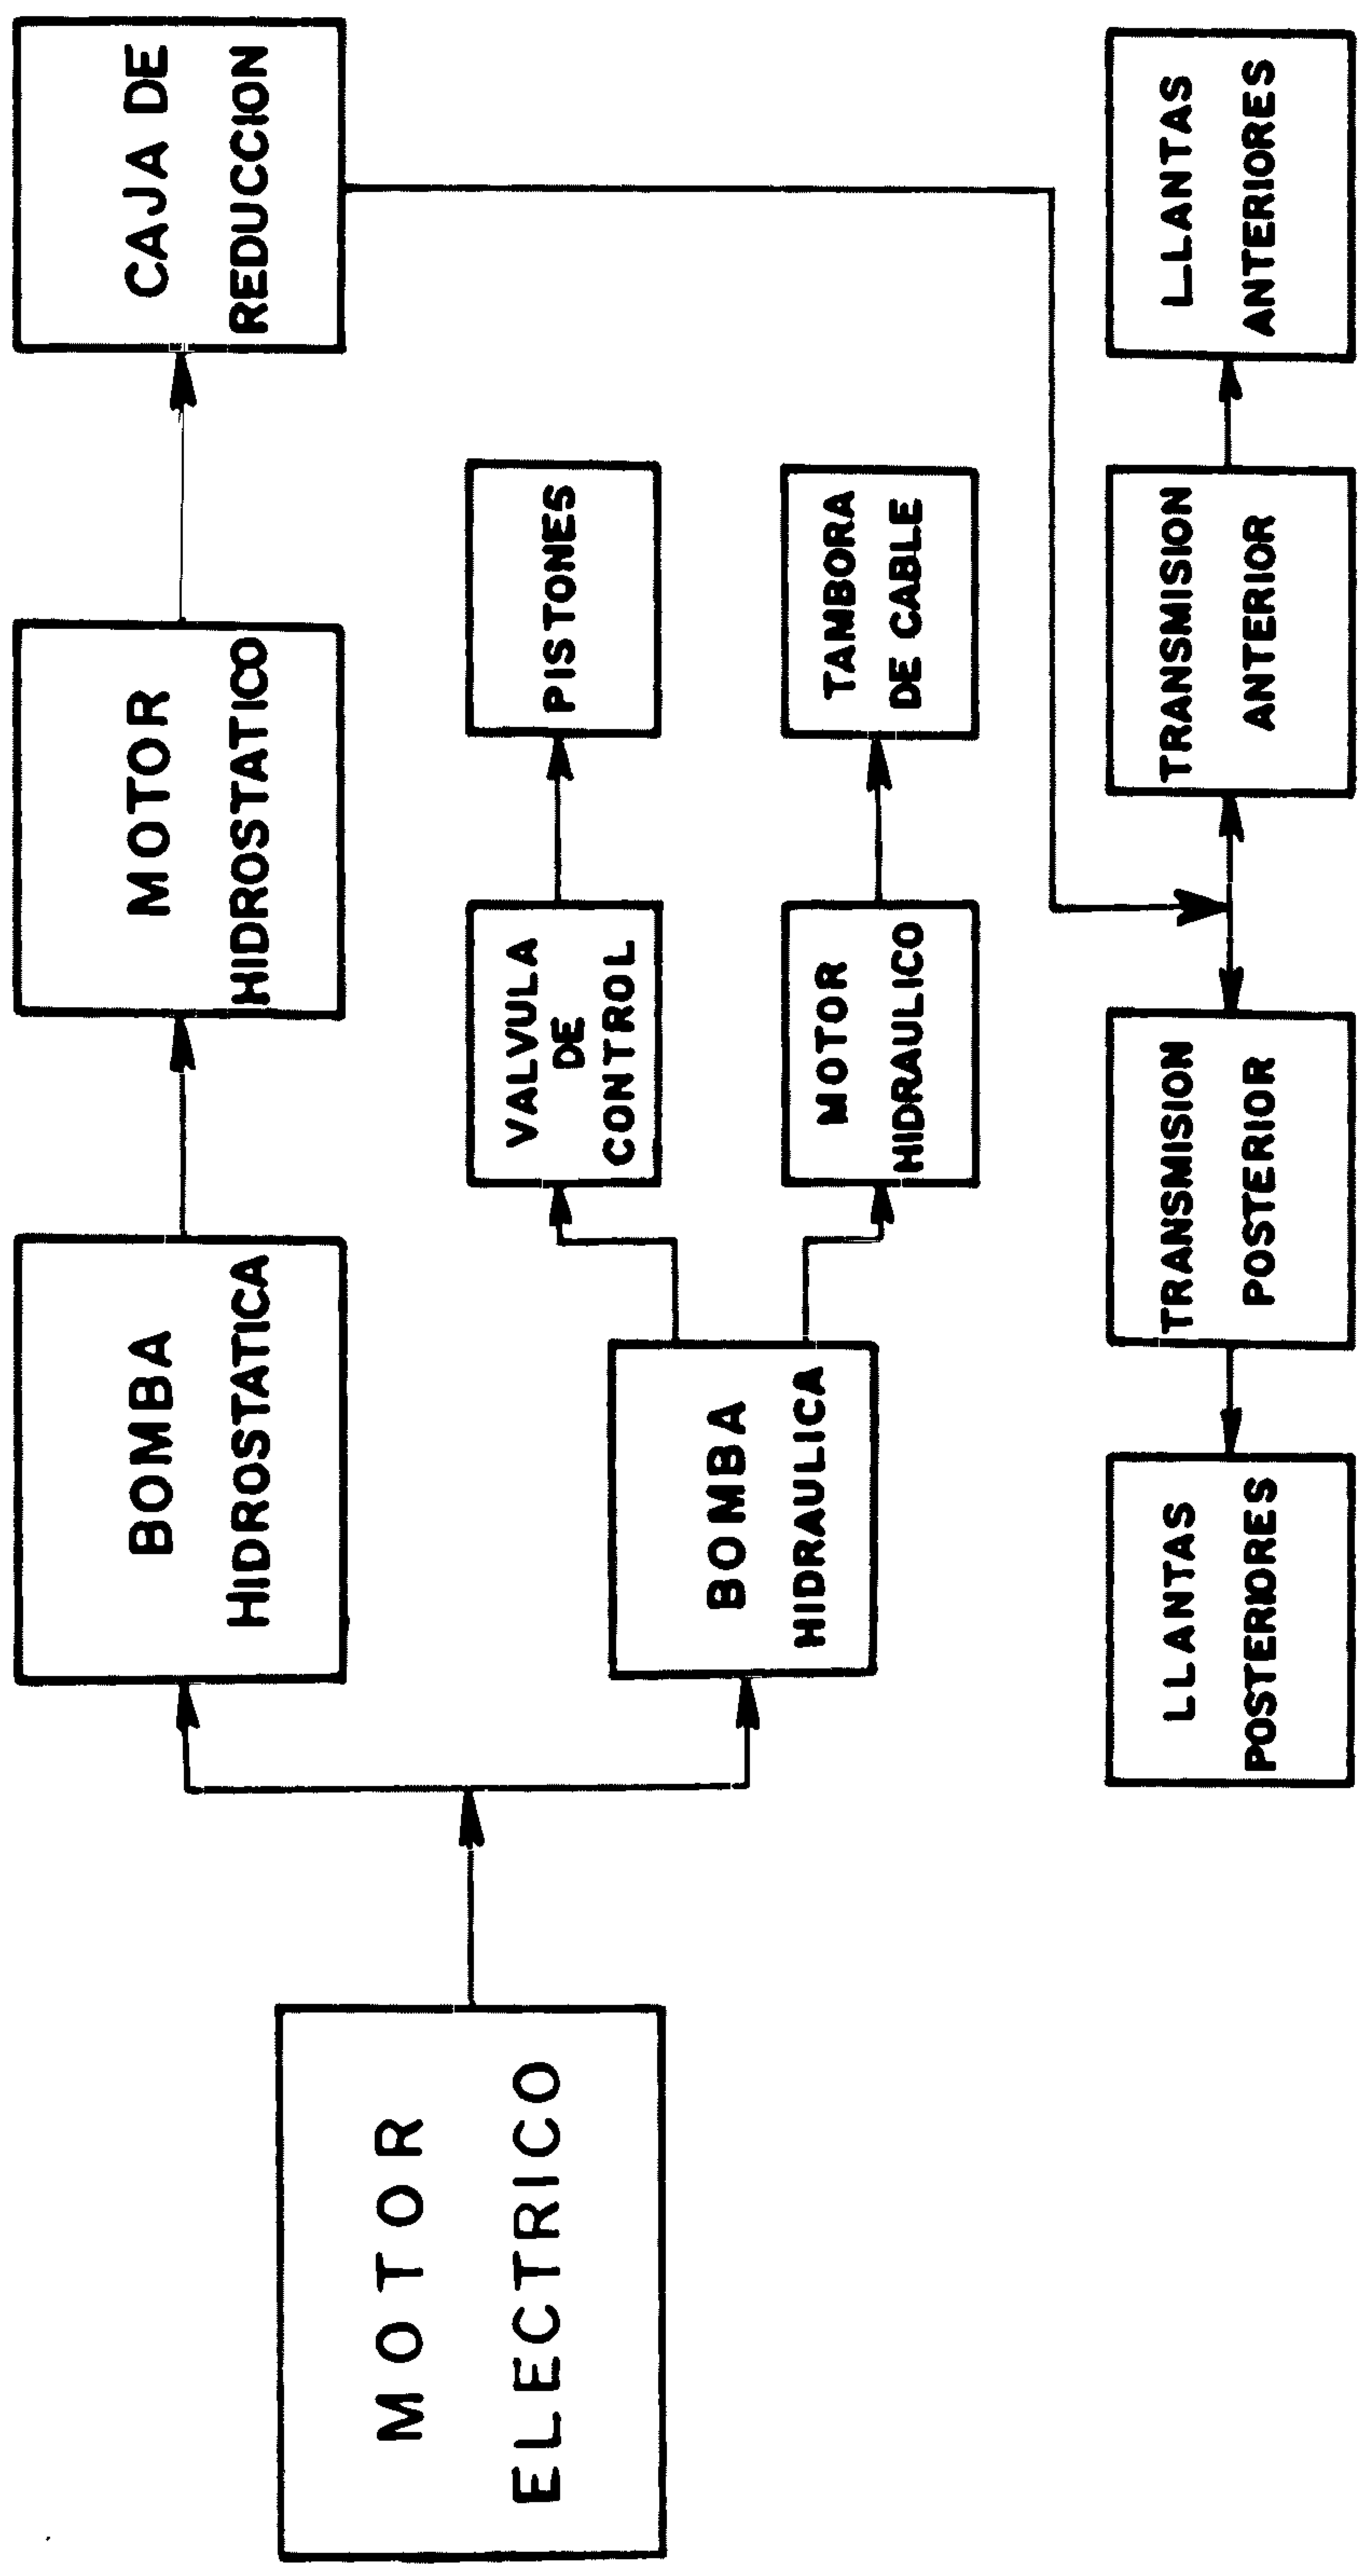 MOTOR
ELECTRICO
BOMBA
HIDROSTATICA
MOTOR
HIDROSTATICO
CAJA DE
REDUCCION
BOMBA
HIDRAULICA
VALVULA
DE
CONTROL
PISTONES
MOTOR
HIDRAULICO
TAMBORA
DE CABLE
LLANTAS
POSTERIORES
TRANSMISION
POSTERIOR
TRANSMISION
ANTERIOR
LLANTAS
ANTERIORES